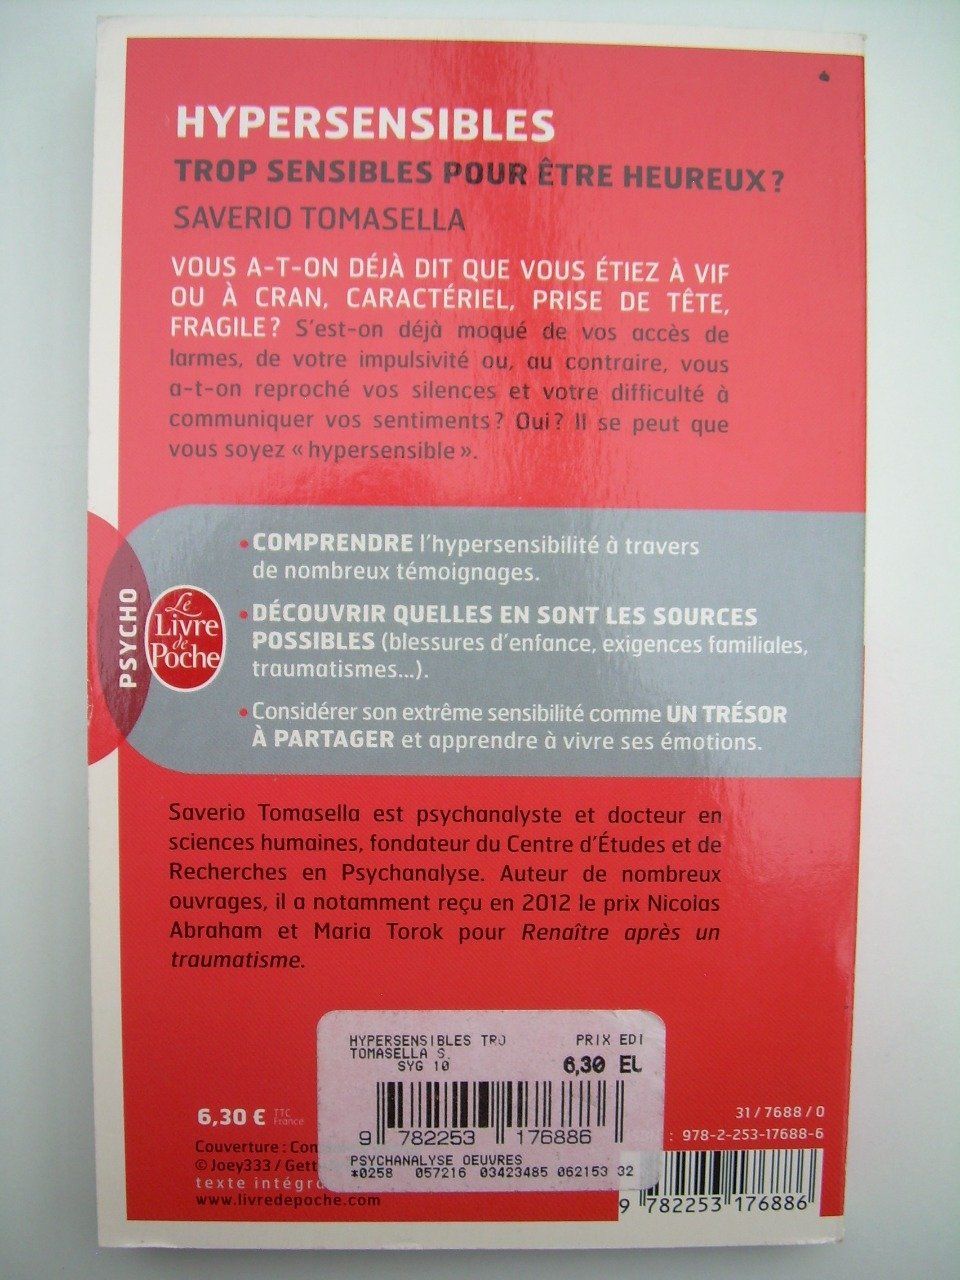 HYPERSENSIBLES
TROP SENSIBLES POUR ÊTRE HEUREUX ?
SAVERIO TOMASELLA
VOUS A-T-ON DÉJÀ DIT QUE VOUS ÉTIEZ À VIF
OU À CRAN, CARACTÉRIEL, PRISE DE TÊTE,
FRAGILE ? S'est-on déjà moqué de vos accès de
larmes, de votre impulsivité ou, au contraire, vous
a-t-on reproché vos silences et votre difficulté à
communiquer vos sentiments ? Oui ? Il se peut que
vous soyez « hypersensible ».
• COMPRENDRE l'hypersensibilité à travers
de nombreux témoignages.
• DÉCOUVRIR QUELLES EN SONT LES SOURCES
POSSIBLES (blessures d'enfance, exigences familiales,
traumatismes...).
• Considérer son extrême sensibilité comme UN TRÉSOR
À PARTAGER et apprendre à vivre ses émotions.
PSYCHO
Le
Livre
de
Poche
Saverio Tomasella est psychanalyste et docteur en
sciences humaines, fondateur du Centre d'Études et de
Recherches en Psychanalyse. Auteur de nombreux
ouvrages, il a notamment reçu en 2012 le prix Nicolas
Abraham et Maria Torok pour Renaître après un
traumatisme.
HYPERSENSIBLES TRO PRIX EDI
TOMASELLA S. 6,30 EU
SYG 10
9 782253 176886
PSYCHANALYSE OEUVRES
*0258 057216 03423485 062153 32
6,30 € TTC
France
Couverture : Con
© Joey333 / Gett
texte intégra
www.livredepoche.com
31 / 7688 / 0
: 978-2-253-17688-6
9 782253 176886